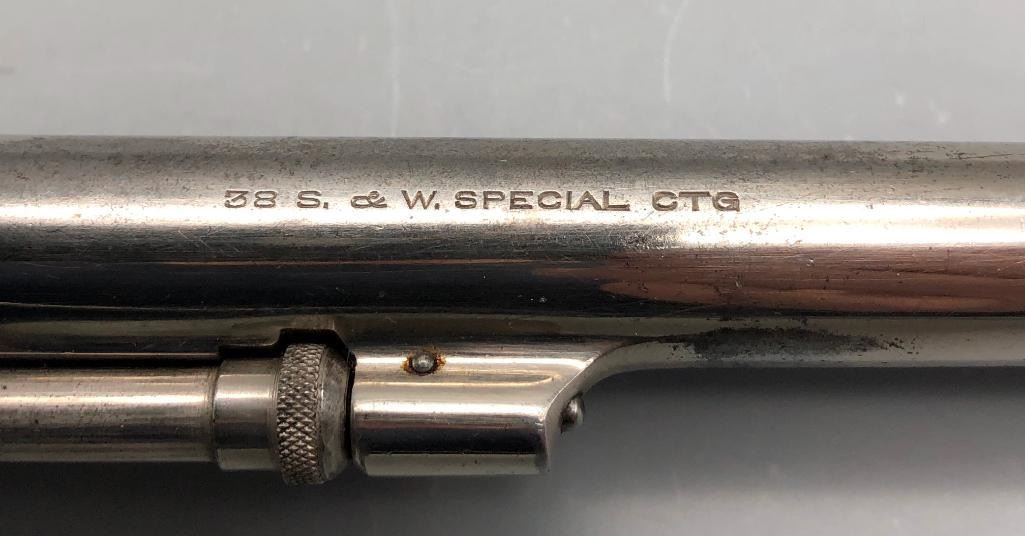 38 S. & W. SPECIAL CTG